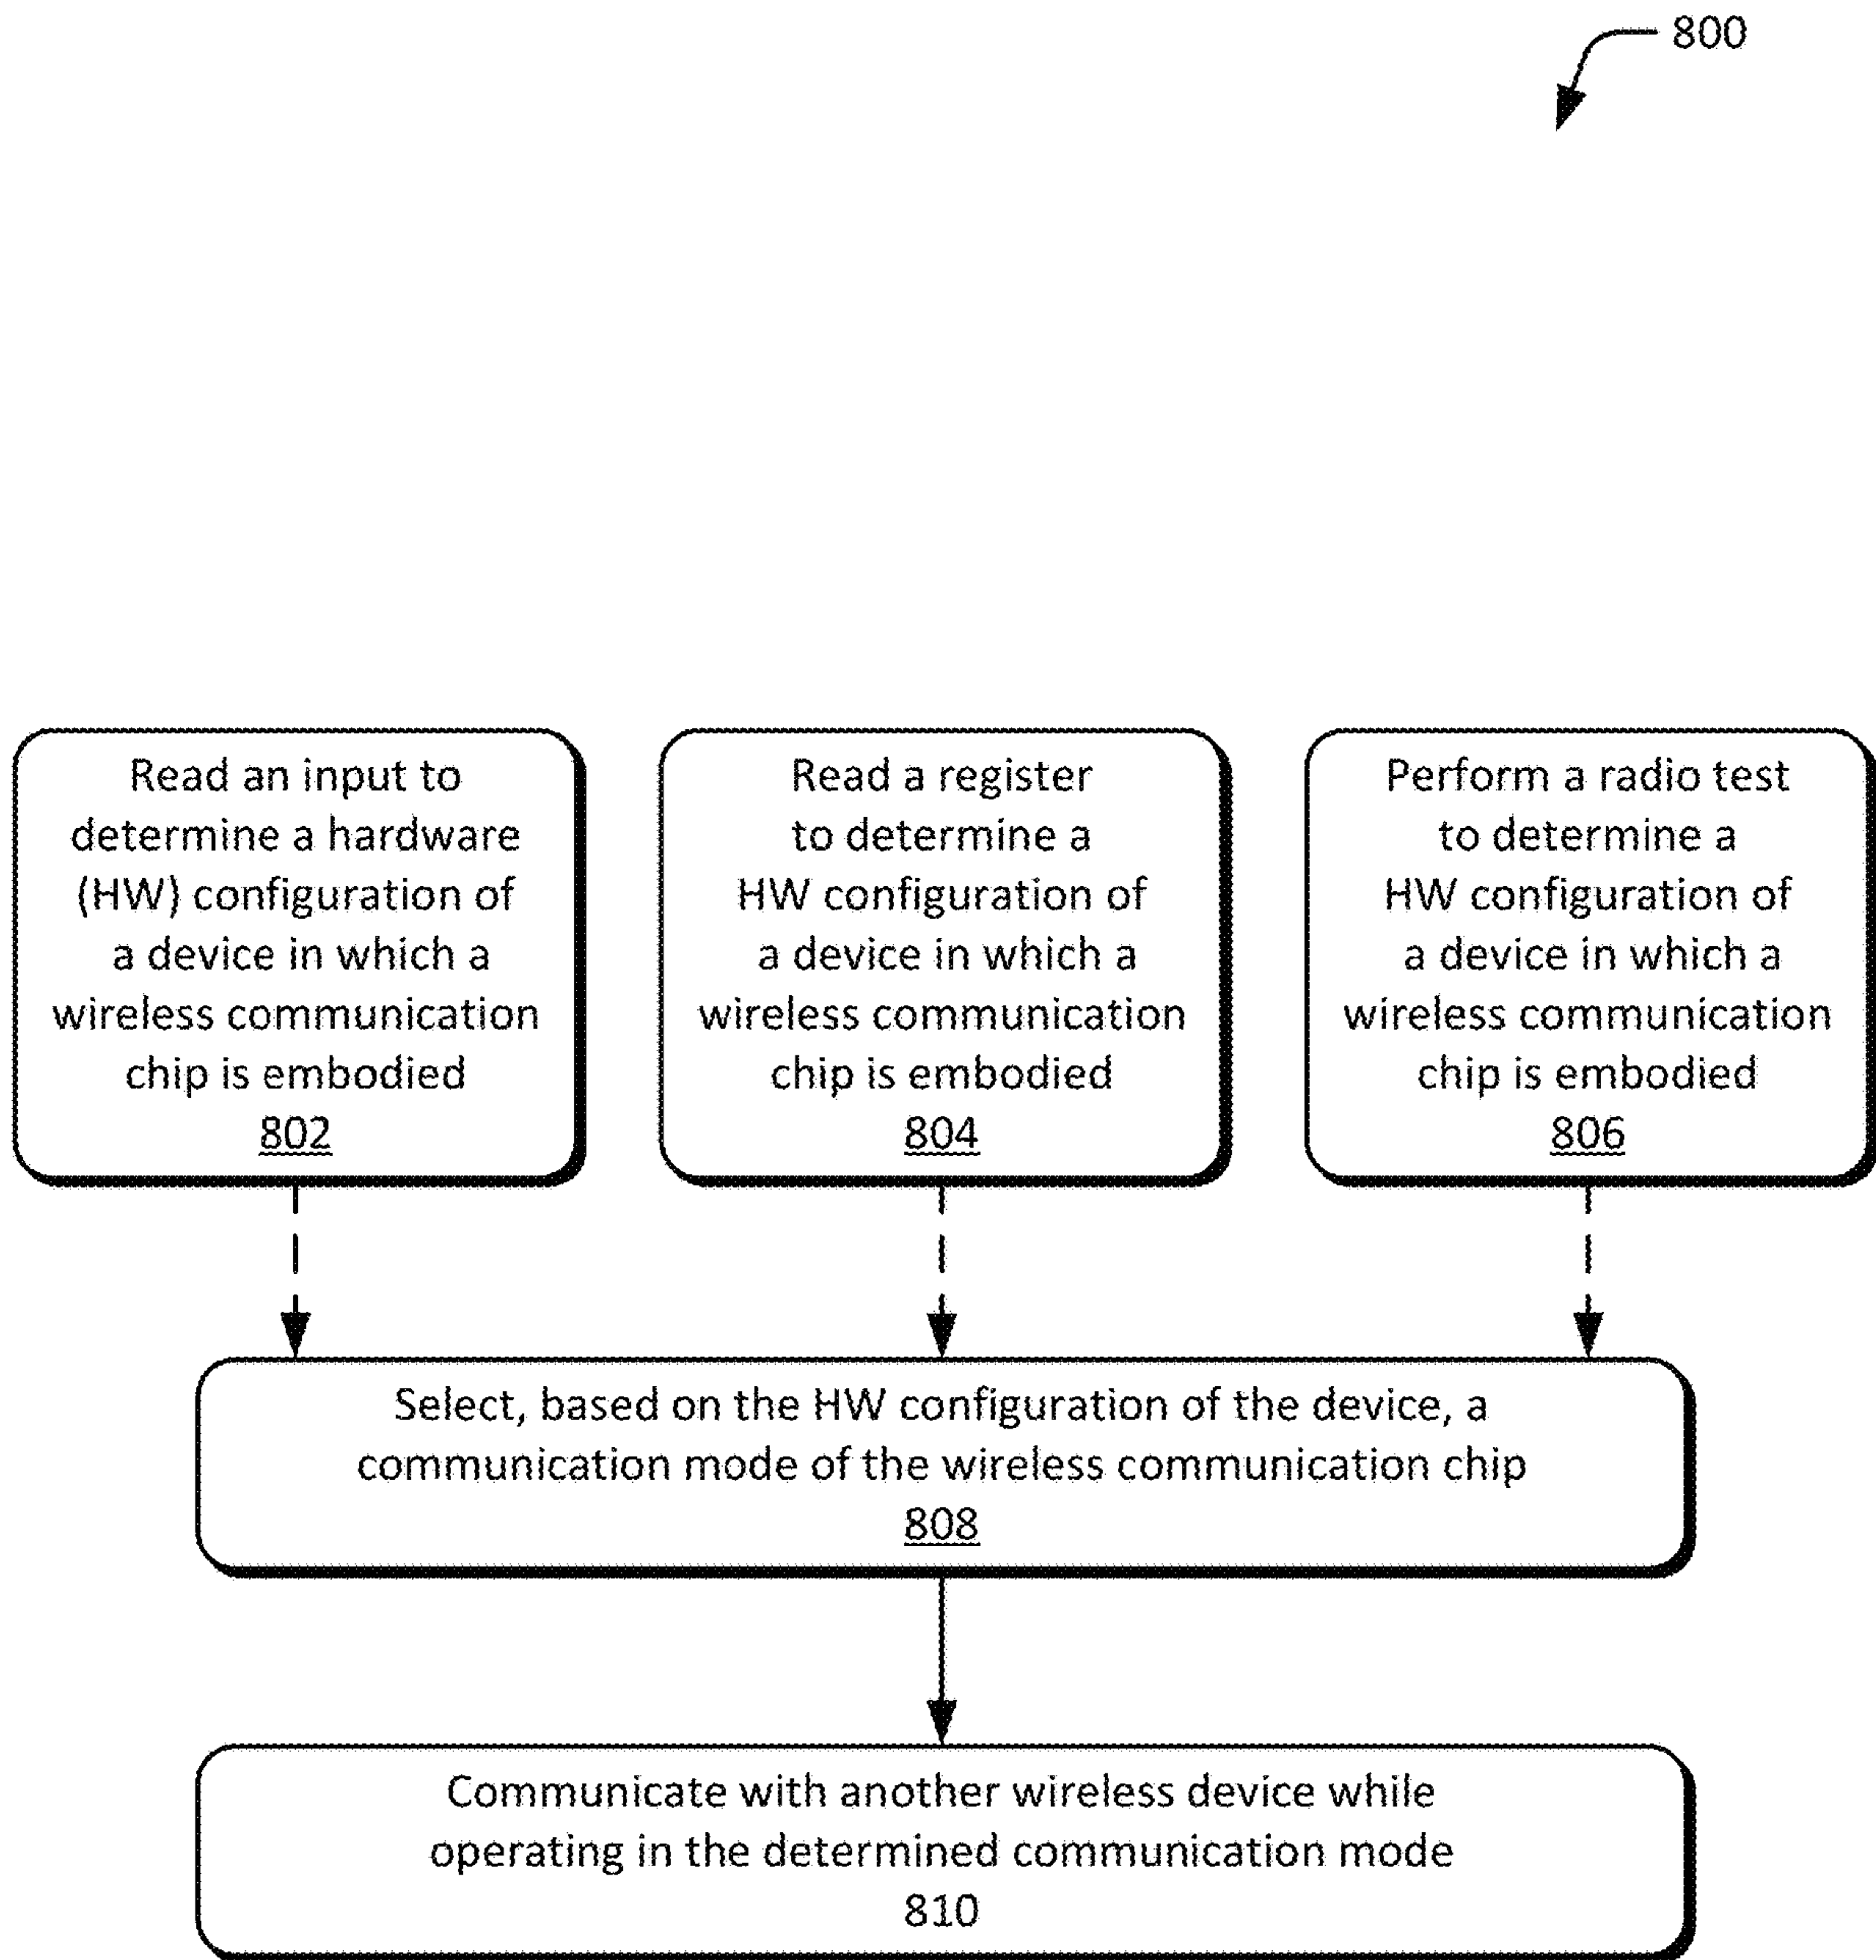 800
Read an input to
determine a hardware
(HW) configuration of
a device in which a
wireless communication
chip is embodied
802
Read a register
to determine a
HW configuration of
a device in which a
wireless communication
chip is embodied
804
Perform a radio test
to determine a
HW configuration of
a device in which a
wireless communication
chip is embodied
806
Select, based on the HW configuration of the device, a
communication mode of the wireless communication chip
808
Communicate with another wireless device while
operating in the determined communication mode
810